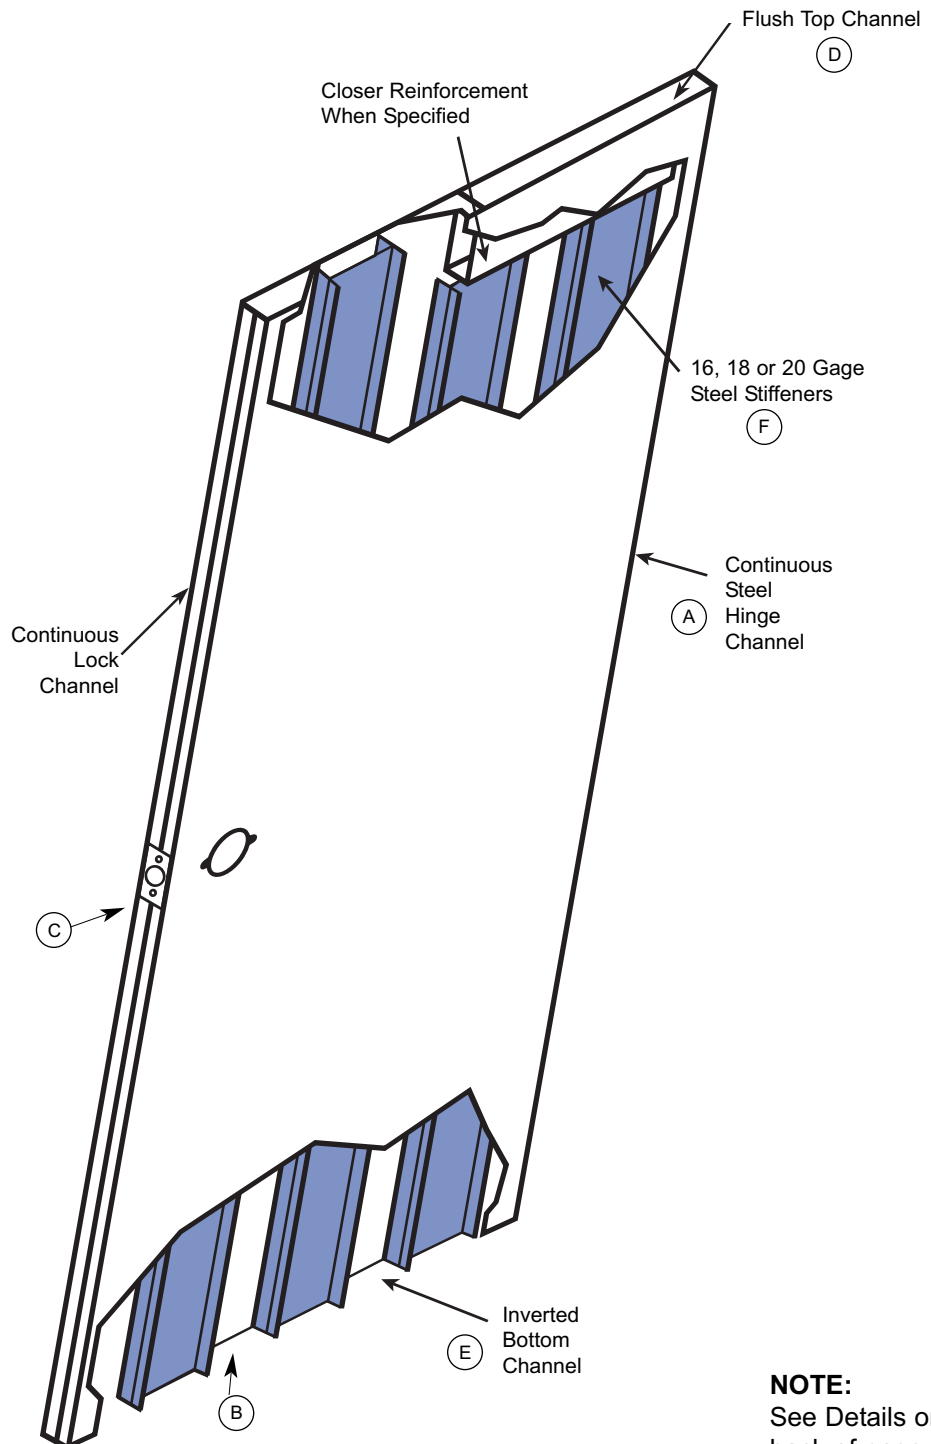 Flush Top Channel
D
Closer Reinforcement
When Specified
16, 18 or 20 Gage
Steel Stiffeners
F
Continuous
Steel
Hinge
Channel
A
Continuous
Lock
Channel
C
Inverted
Bottom
Channel
E
B
NOTE:
See Details